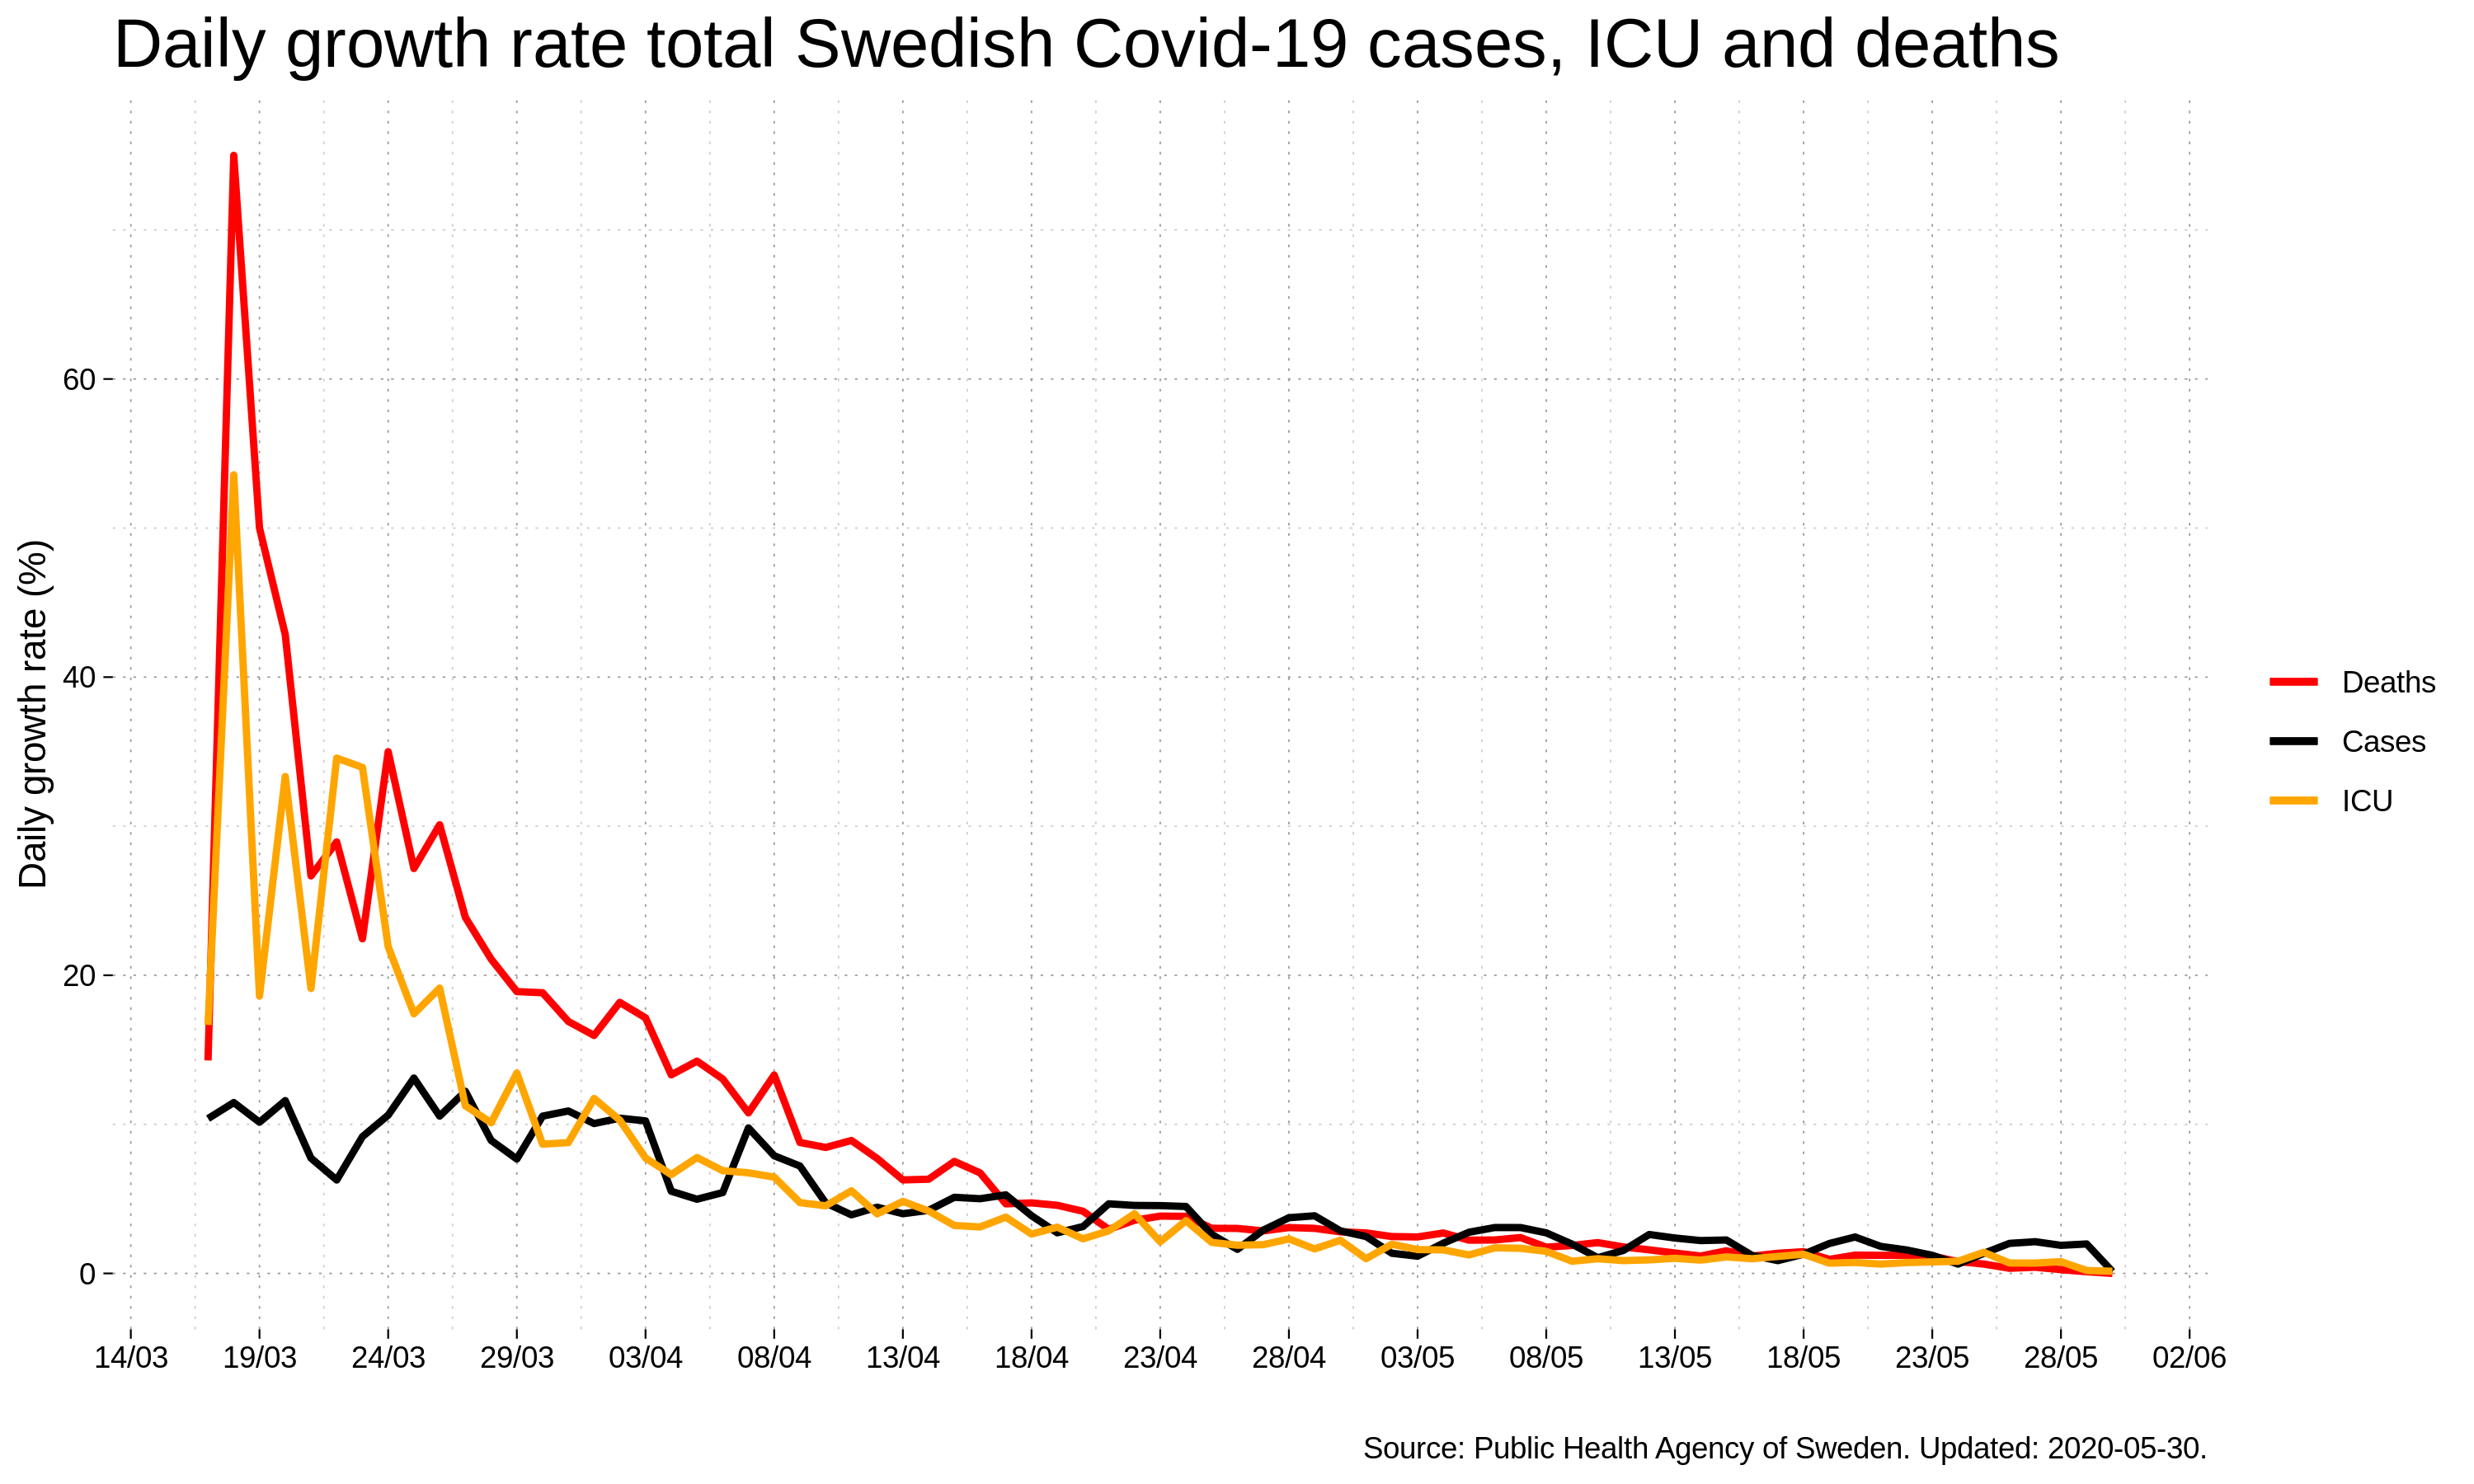 Daily growth rate total Swedish Covid-19 cases, ICU and deaths
Daily growth rate (%)
60
40
20
0
14/03 19/03 24/03 29/03 03/04 08/04 13/04 18/04 23/04 28/04 03/05 08/05 13/05 18/05 23/05 28/05 02/06
Deaths
Cases
ICU
Source: Public Health Agency of Sweden. Updated: 2020-05-30.